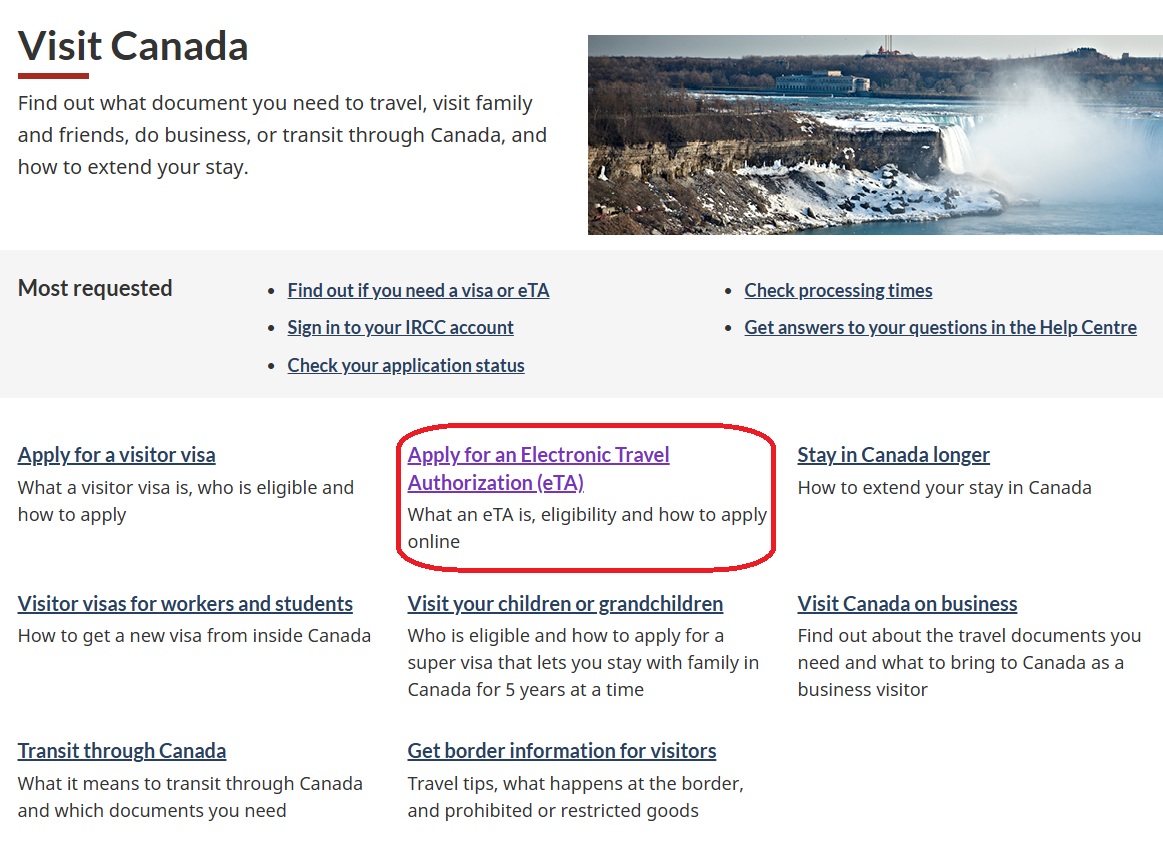 Visit Canada
Find out what document you need to travel, visit family
and friends, do business, or transit through Canada, and
how to extend your stay.
Most requested
Find out if you need a visa or eTA
Sign in to your IRCC account
Check your application status
Check processing times
Get answers to your questions in the Help Centre
Apply for a visitor visa
What a visitor visa is, who is eligible and
how to apply
Apply for an Electronic Travel
Authorization (eTA)
What an eTA is, eligibility and how to apply
online
Stay in Canada longer
How to extend your stay in Canada
Visitor visas for workers and students
How to get a new visa from inside Canada
Visit your children or grandchildren
Who is eligible and how to apply for a
super visa that lets you stay with family in
Canada for 5 years at a time
Visit Canada on business
Find out about the travel documents you
need and what to bring to Canada as a
business visitor
Transit through Canada
What it means to transit through Canada
and which documents you need
Get border information for visitors
Travel tips, what happens at the border,
and prohibited or restricted goods